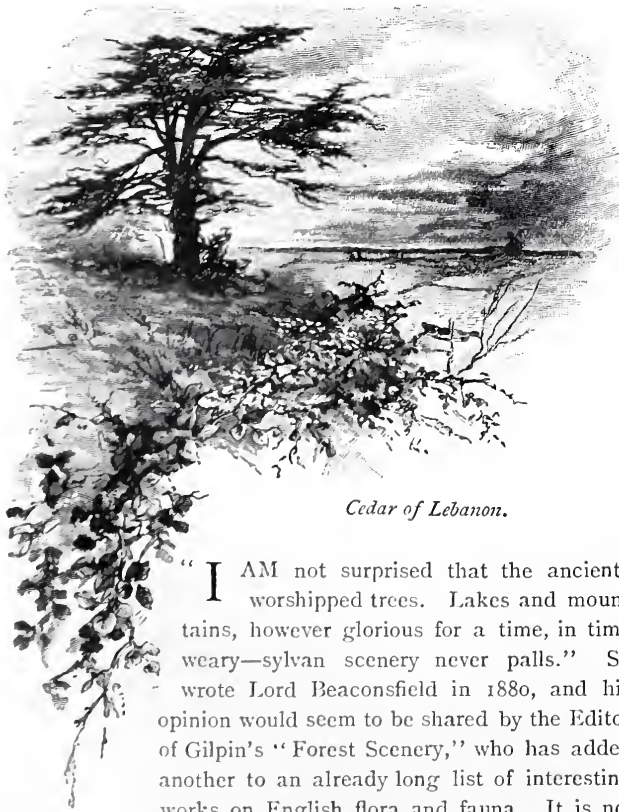 Cedar of Lebanon.
"I AM not surprised that the ancient
worshipped trees. Lakes and moun
tains, however glorious for a time, in tim
weary—sylvan scenery never palls." S
wrote Lord Beaconsfield in 1880, and hi
opinion would seem to be shared by the Edito
of Gilpin's "Forest Scenery," who has adde
another to an already long list of interestin
works on English flora and fauna. It is no